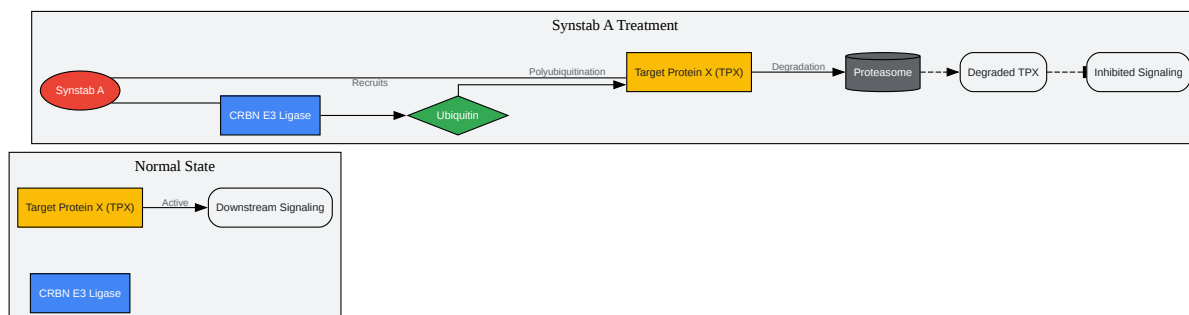 Synstab A Treatment
Synstab A
Recruits
CRBN E3 Ligase
Ubiquitin
Polyubiquitination
Target Protein X (TPX)
Degradation
Proteasome
Degraded TPX
Inhibited Signaling
Normal State
Target Protein X (TPX)
Active
Downstream Signaling
CRBN E3 Ligase